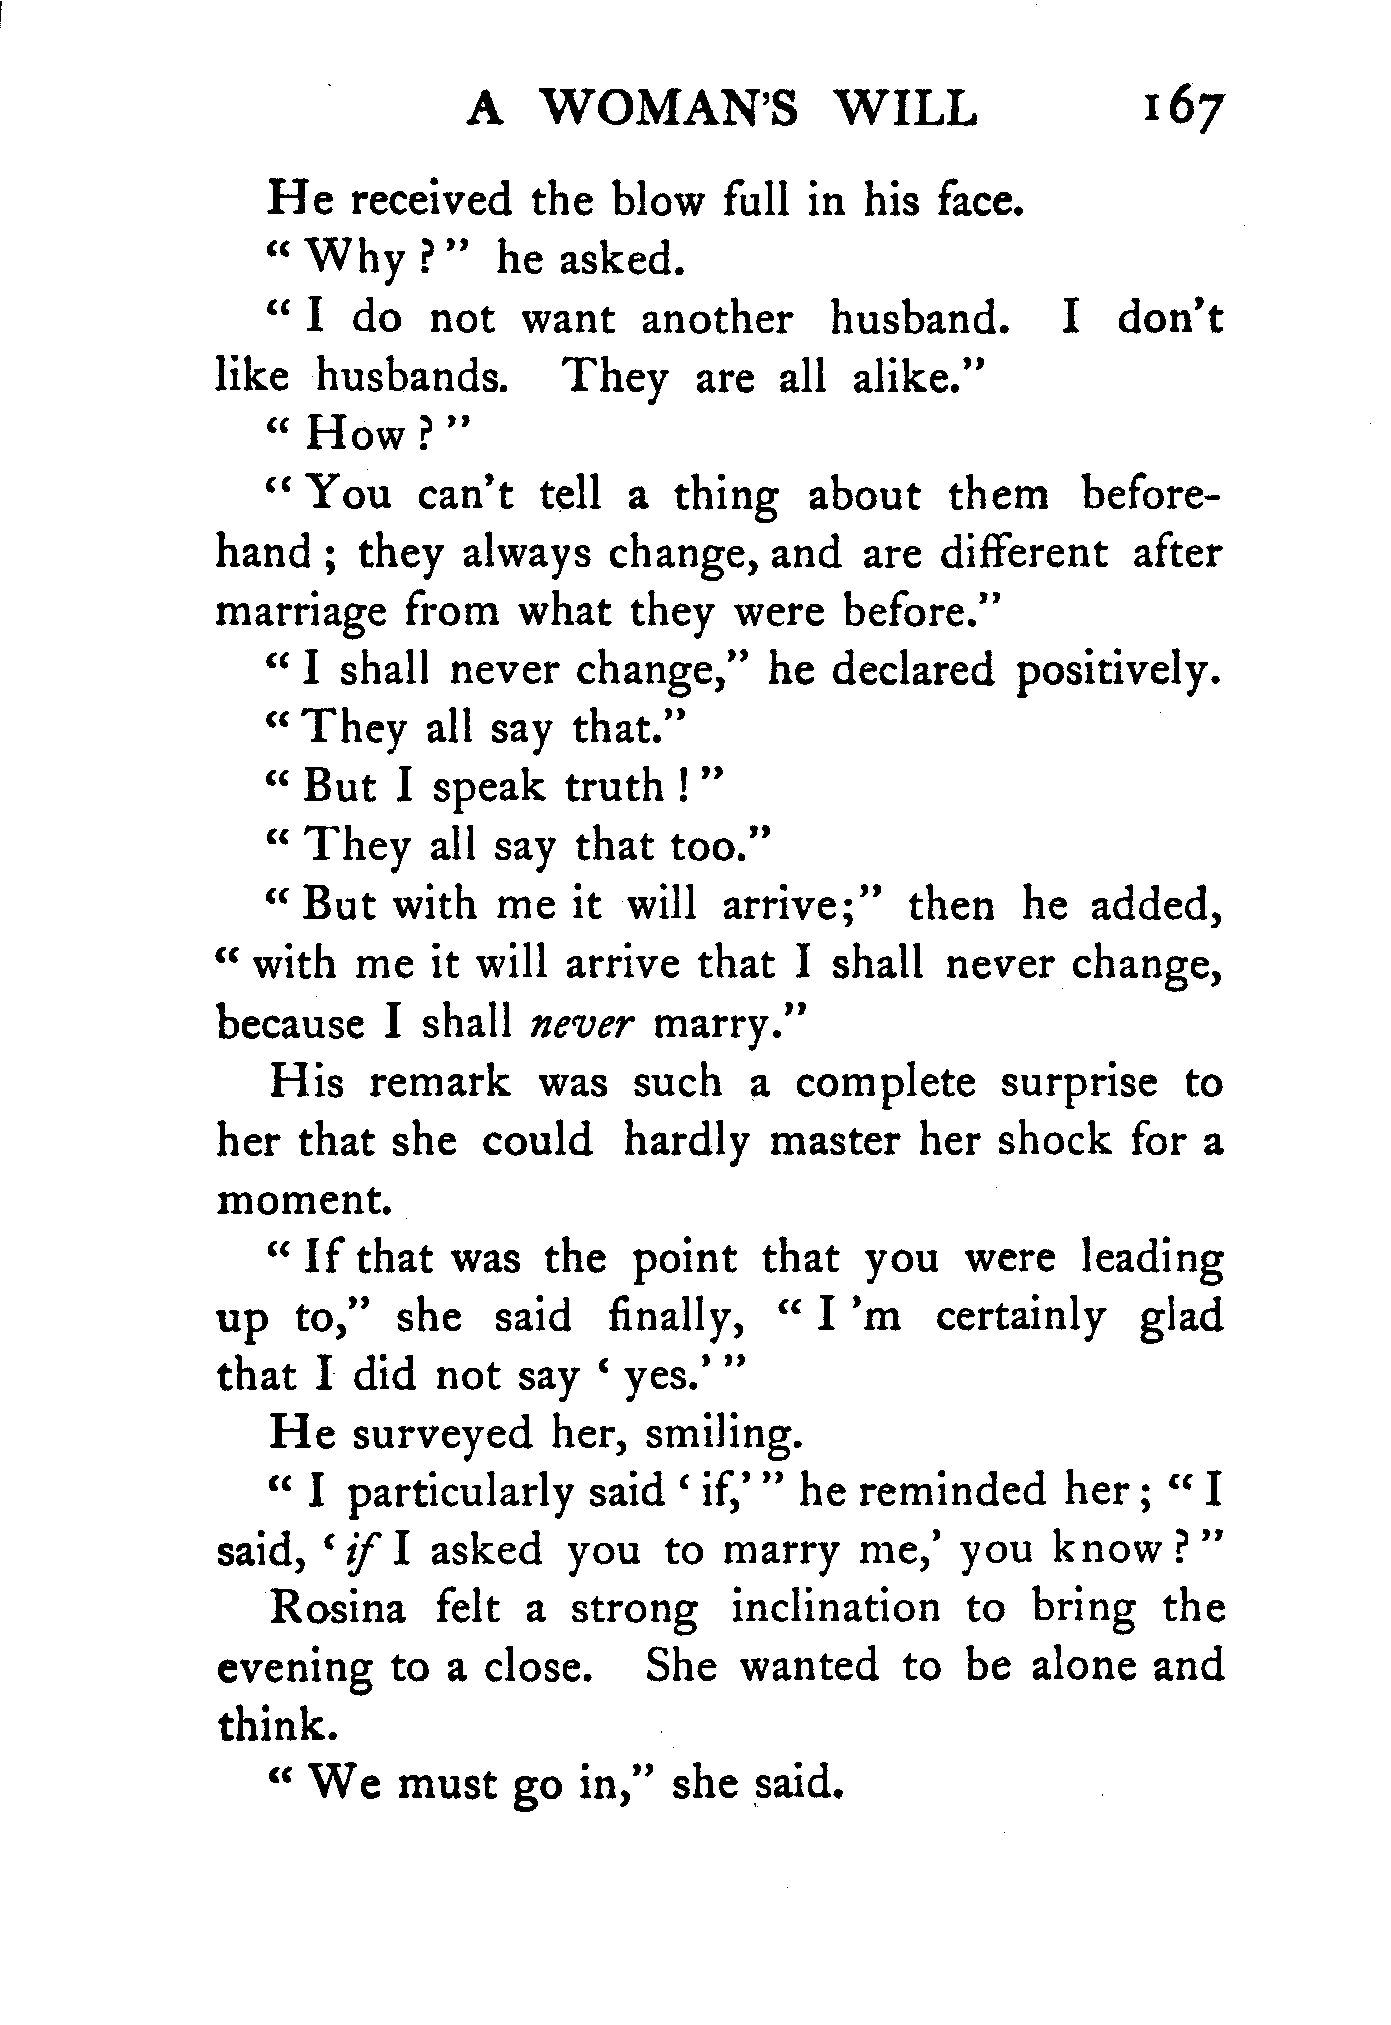 A WOMAN'S WILL 167
He received the blow full in his face.
“ Why ? ” he asked.
“ I do not want another husband. I don't
like husbands. They are all alike.”
“ How ? ”
“ You can't tell a thing about them before-
hand ; they always change, and are different after
marriage from what they were before.”
“ I shall never change,” he declared positively.
“ They all say that.”
“ But I speak truth ! ”
“ They all say that too.”
“ But with me it will arrive;” then he added,
“ with me it will arrive that I shall never change,
because I shall never marry.”
His remark was such a complete surprise to
her that she could hardly master her shock for a
moment.
“ If that was the point that you were leading
up to,” she said finally, “ I 'm certainly glad
that I did not say ‘ yes.’ ”
He surveyed her, smiling.
“ I particularly said ‘ if,’ ” he reminded her ; “ I
said, ‘ if I asked you to marry me,’ you know ? ”
Rosina felt a strong inclination to bring the
evening to a close. She wanted to be alone and
think.
“ We must go in,” she said.